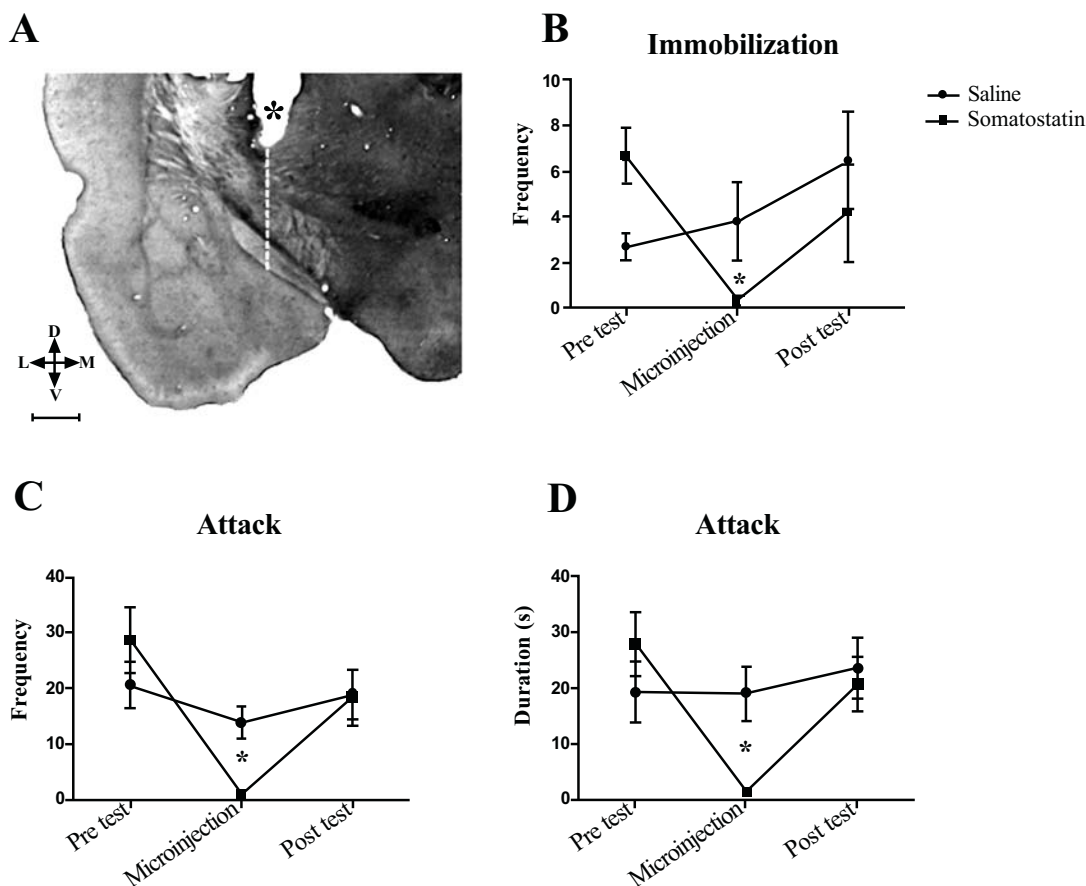 A
*
D
L M
V
B
Immobilization
Saline
Somatostatin
Frequency
10
8
6
4
2
0
*
Pre test
Microinjection
Post test
C
Attack
Frequency
40
30
20
10
0
*
Pre test
Microinjection
Post test
D
Attack
Duration (s)
40
30
20
10
0
*
Pre test
Microinjection
Post test